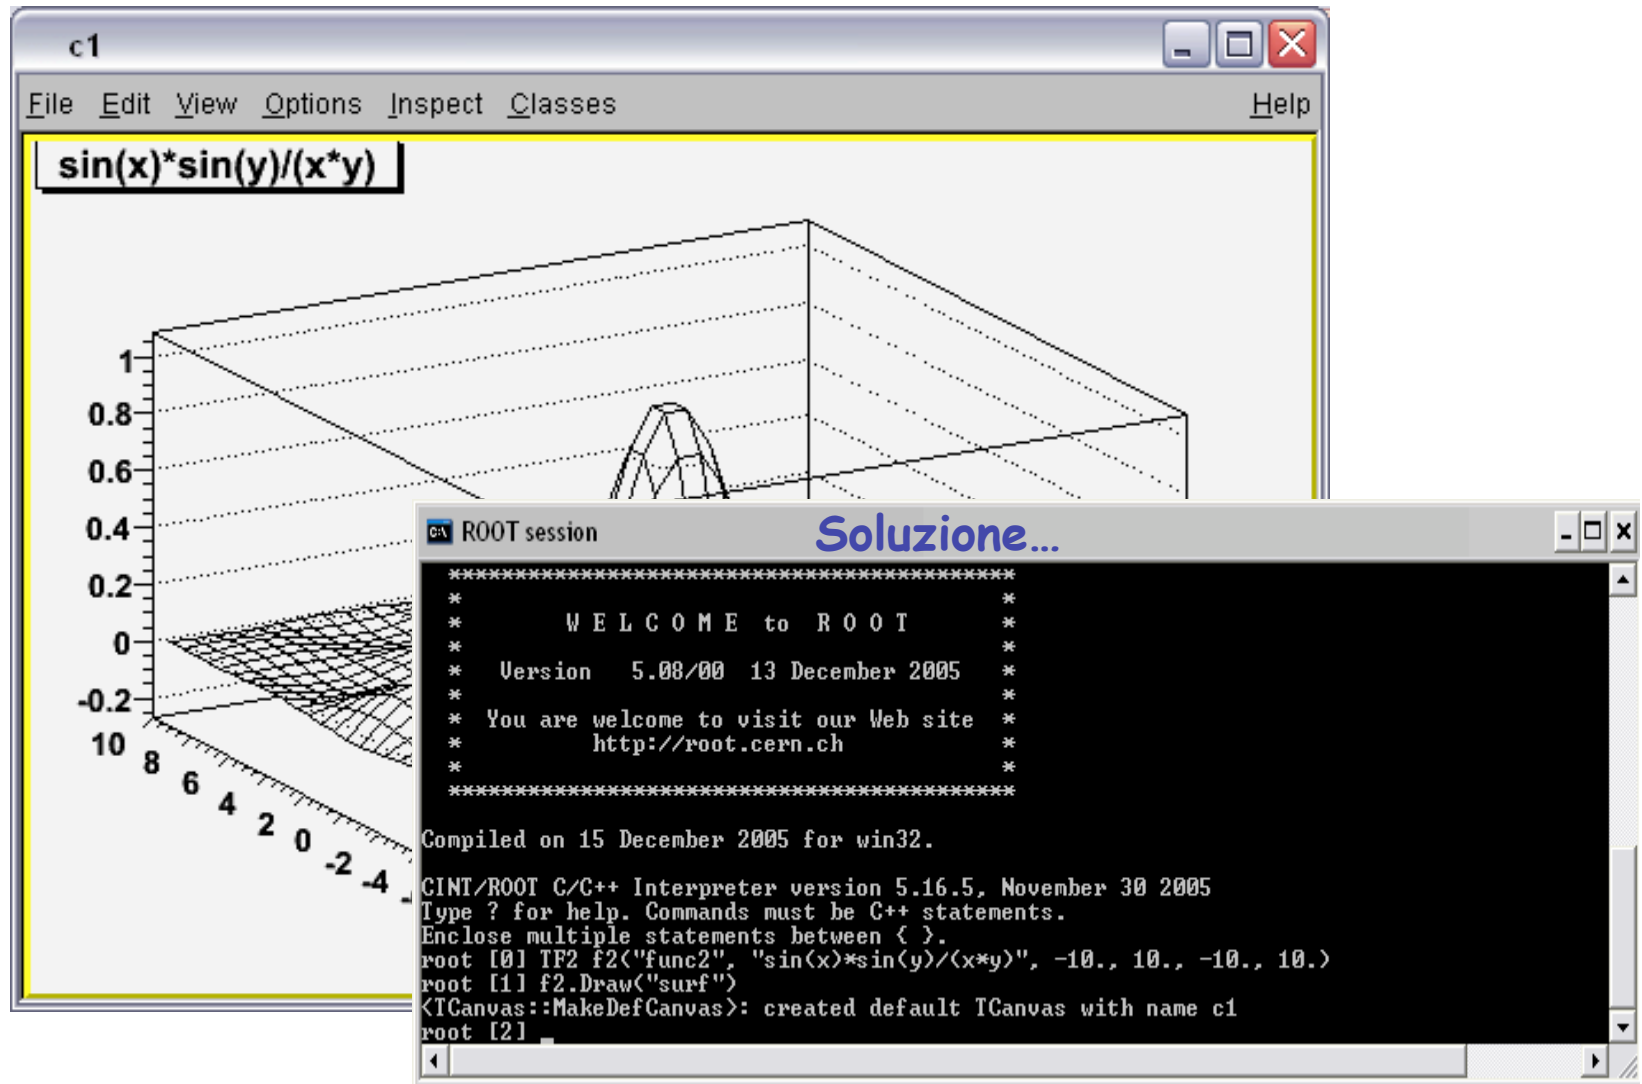 c1
File Edit View Options Inspect Classes Help
sin(x)*sin(y)/(x*y)
1
0.8
0.6
0.4
0.2
0
-0.2
10
8
6
4
2
0
-2
-4
ROOT session
Soluzione...
*******************************************
* *
* W E L C O M E to R O O T *
* *
* Version 5.08/00 13 December 2005 *
* *
* You are welcome to visit our Web site *
* http://root.cern.ch *
* *
*******************************************
Compiled on 15 December 2005 for win32.
CINT/ROOT C/C++ Interpreter version 5.16.5, November 30 2005
Type ? for help. Commands must be C++ statements.
Enclose multiple statements between { }.
root [0] TF2 f2("func2", "sin(x)*sin(y)/(x*y)", -10., 10., -10., 10.)
root [1] f2.Draw("surf")
<TCanvas::MakeDefCanvas>: created default TCanvas with name c1
root [2] _